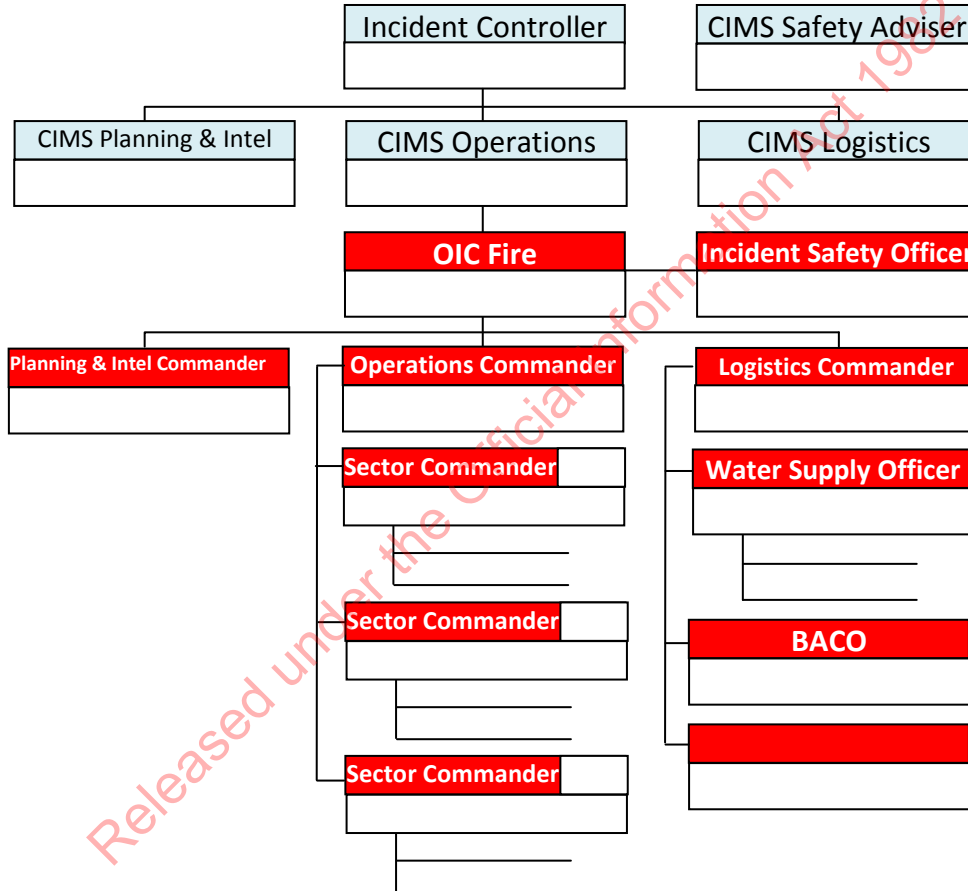 Incident Controller
CIMS Safety Adviser
CIMS Planning & Intel
CIMS Operations
CIMS Logistics
OIC Fire
Incident Safety Officer
Planning & Intel Commander
Operations Commander
Logistics Commander
Sector Commander
Water Supply Officer
Sector Commander
BACO
Sector Commander
Released under the Official Information Act 1982